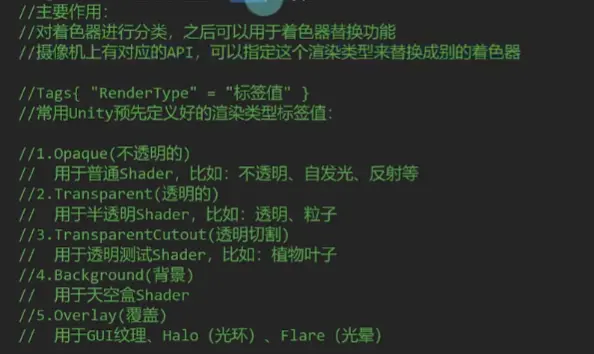 //主要作用:
//对着色器进行分类，之后可以用于着色器替换功能
//摄像机上有对应的API，可以指定这个渲染类型来替换成别的着色器
//Tags{ "RenderType" = "标签值" }
//常用Unity预先定义好的渲染类型标签值:
//1.Opaque(不透明的)
//  用于普通Shader，比如: 不透明、自发光、反射等
//2.Transparent(透明的)
//  用于半透明Shader，比如: 透明、粒子
//3.TransparentCutout(透明切割)
//  用于透明测试Shader，比如: 植物叶子
//4.Background(背景)
//  用于天空盒Shader
//5.Overlay(覆盖)
//  用于GUI纹理、Halo（光环）、Flare（光晕）